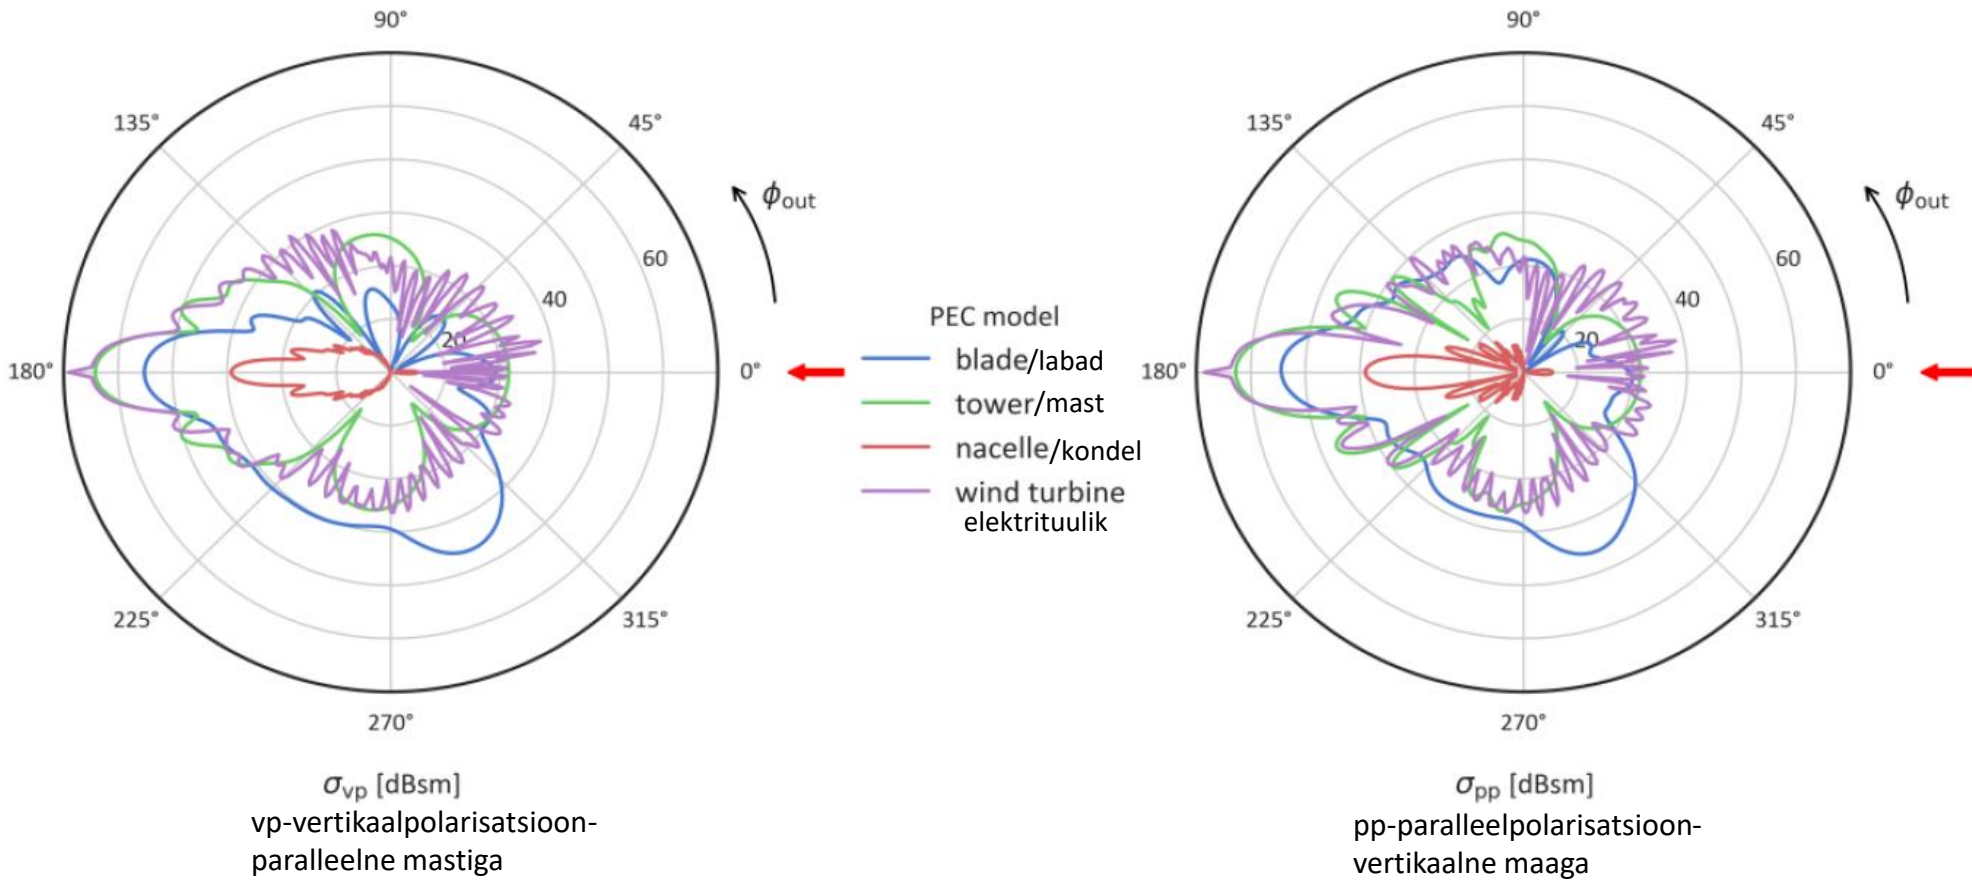 90°
135°
45°
ϕout
60
40
20
180°
0°
225°
315°
270°
σvp [dBsm]
vp-vertikaalpolarisatsioon-
paralleelne mastiga
PEC model
blade/labad
tower/mast
nacelle/kondel
wind turbine
elektrituulik
90°
135°
45°
ϕout
60
40
20
180°
0°
225°
315°
270°
σpp [dBsm]
pp-paralleelpolarisatsioon-
vertikaalne maaga